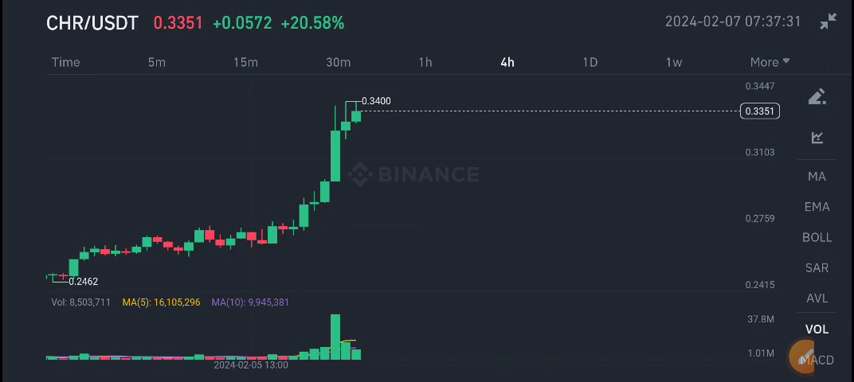 CHR/USDT 0.3351 +0.0572 +20.58% 2024-02-07 07:37:31
Time 5m 15m 30m 1h 4h 1D 1w More
0.3447
0.3400
0.3351
0.3103
MA
BINANCE
EMA
0.2759
BOLL
SAR
0.2462
0.2415
AVL
Vol: 8,503,711 MA(5): 16,105,296 MA(10): 9,945,381
37.8M
VOL
1.01M
MACD
2024-02-05 13:00